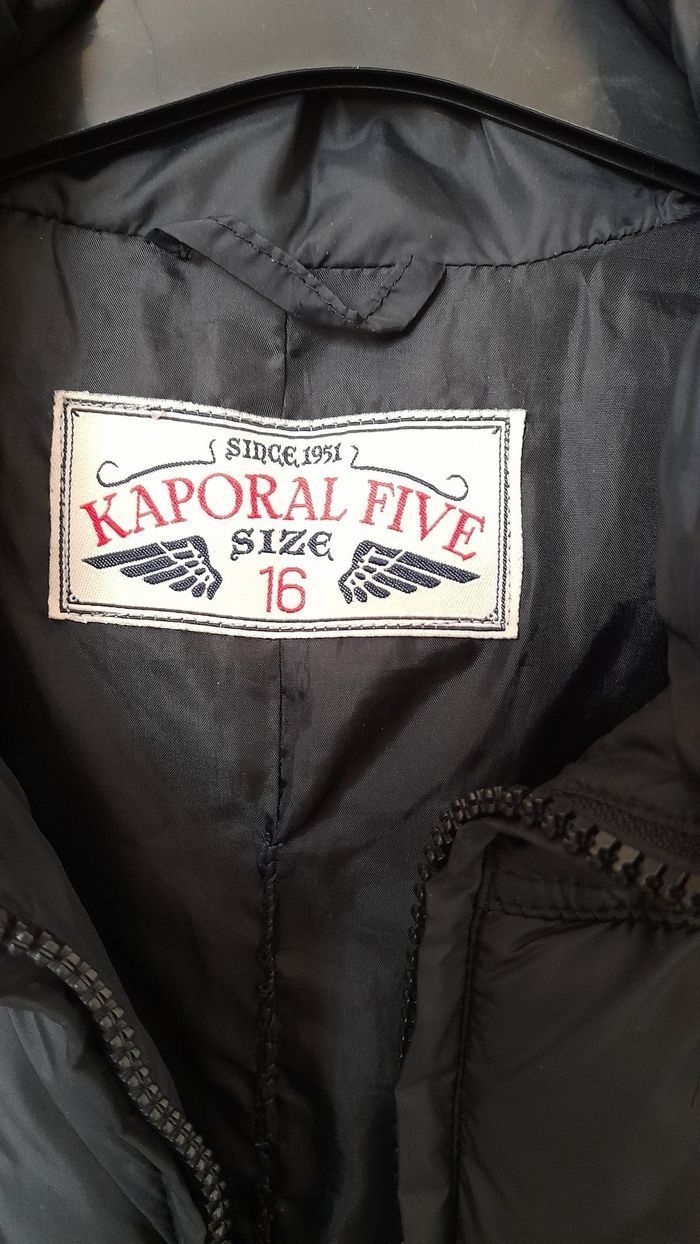 SINCE 1951
KAPORAL FIVE
SIZE
16